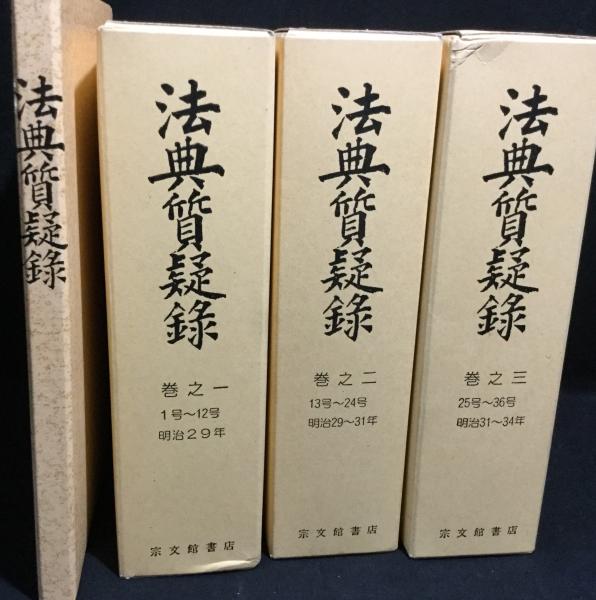 法典質疑錄
法典質疑錄
巻之一
1号〜12号
明治29年
宗文館書店
法典質疑錄
巻之二
13号〜24号
明治29〜31年
宗文館書店
法典質疑錄
巻之三
25号〜36号
明治31〜34年
宗文館書店